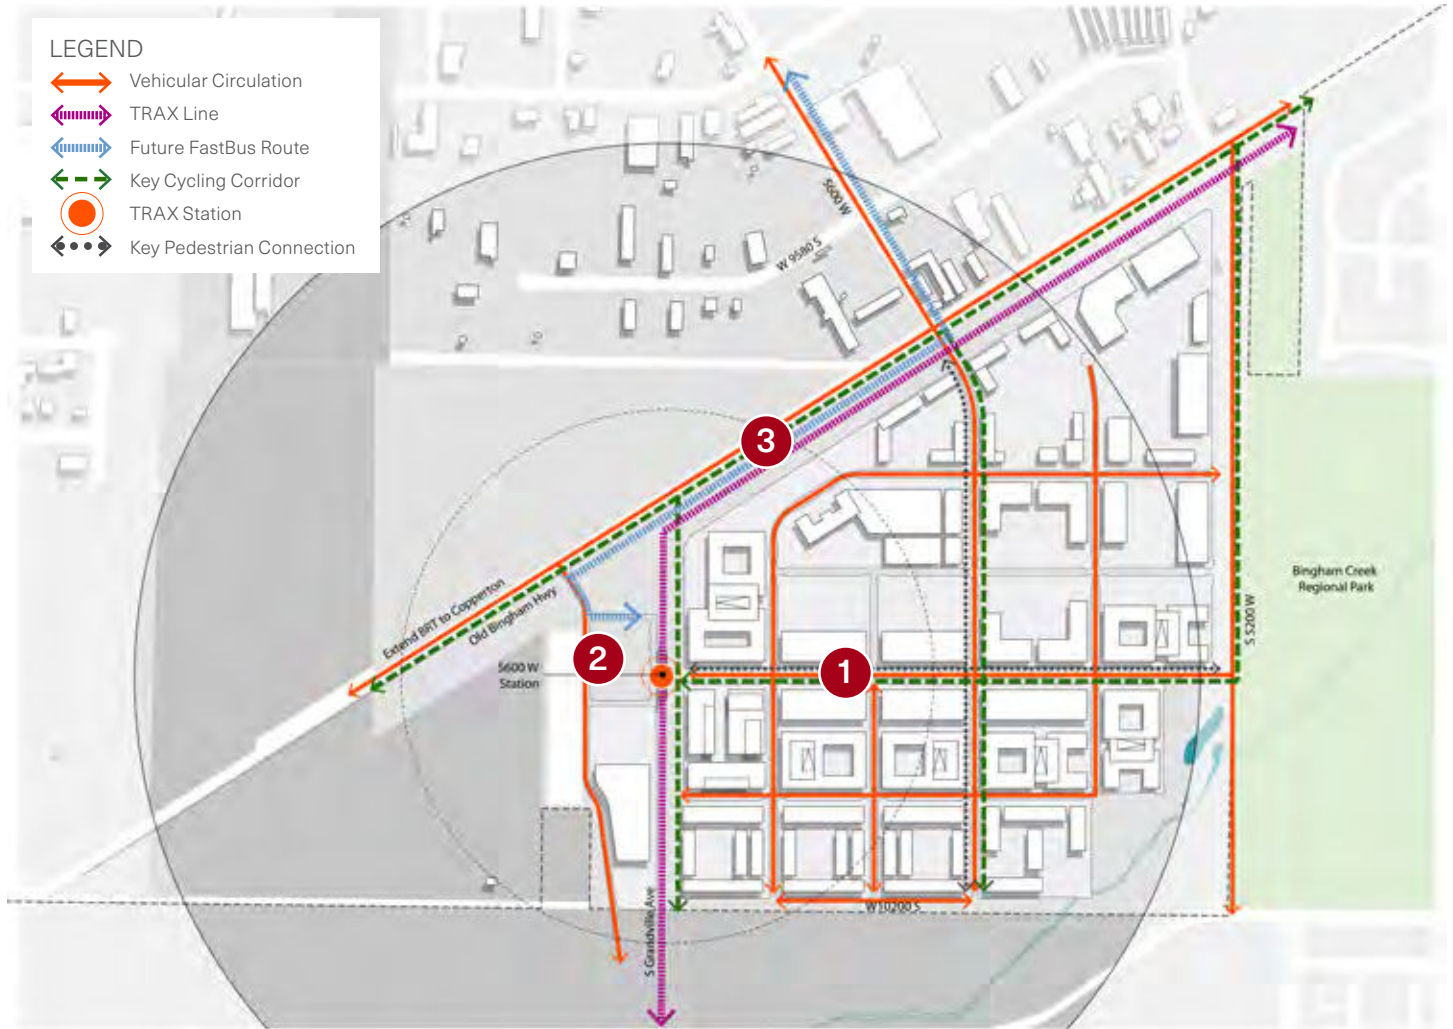 LEGEND
Vehicular Circulation
TRAX Line
Future FastBus Route
Key Cycling Corridor
TRAX Station
Key Pedestrian Connection
5600 W
W 9580 S
3
Extend BRT to Copperton
Old Bingham Hwy
Bingham Creek
Regional Park
S 5200 W
2
1
5600 W
Station
W10200 S
S Grandville Ave